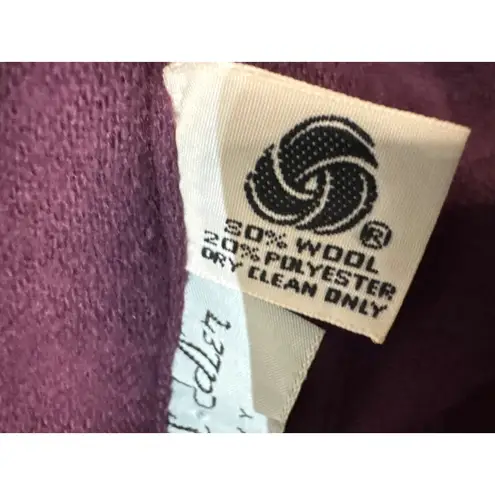 ®
80% WOOL
20% POLYESTER
DRY CLEAN ONLY